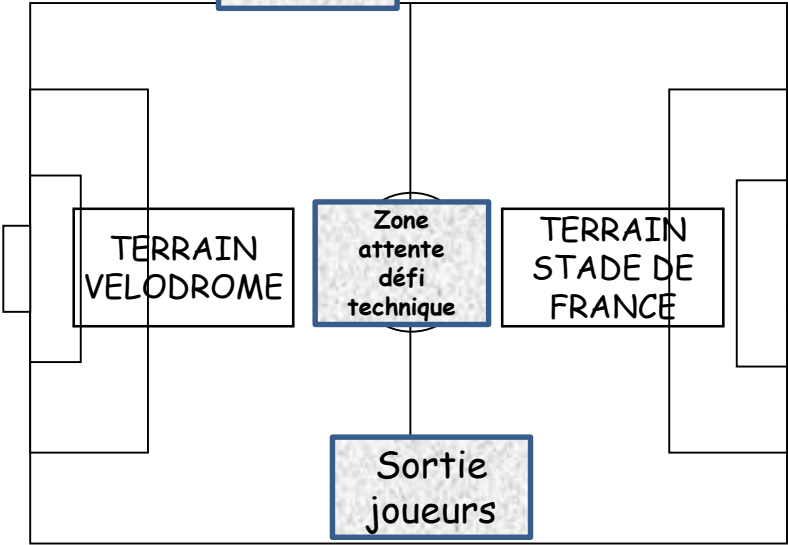 Zone
attente
défi
technique
TERRAIN
VELODROME
TERRAIN
STADE DE
FRANCE
Sortie
joueurs